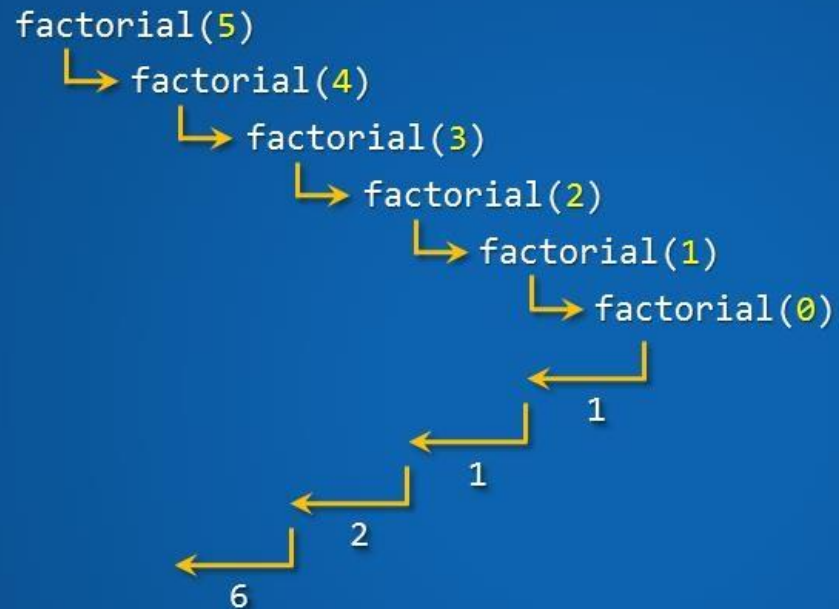 factorial(5)
factorial(4)
factorial(3)
factorial(2)
factorial(1)
factorial(0)
1
1
2
6